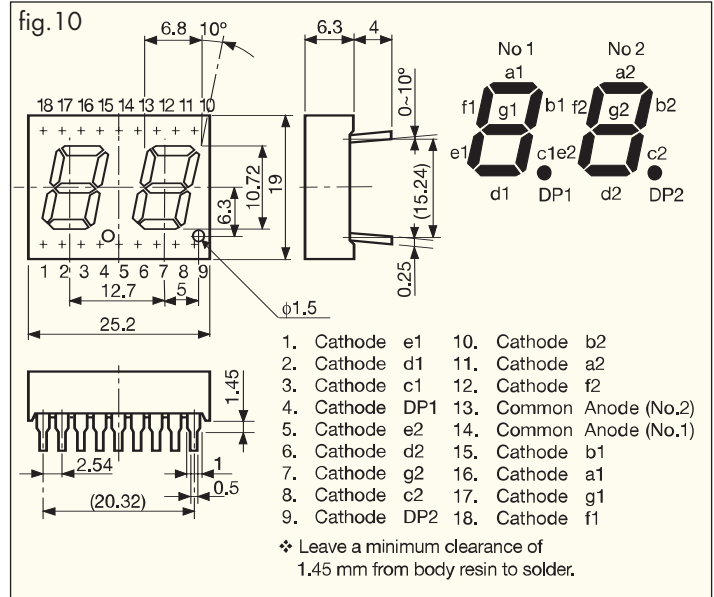 fig.10
6.8 10º
6.3 4
No 1 No 2
a1 a2
f1 g1 b1 f2 g2 b2
e1 c1 e2 c2
d1 DP1 d2 DP2
18 17 16 15 14 13 12 11 10
0~10º
10.72
19
6.3
(15.24)
0.25
1 2 3 4 5 6 7 8 9
12.7 5
φ1.5
25.2
1.45
2.54 1
0.5
(20.32)
1. Cathode e1 10. Cathode b2
2. Cathode d1 11. Cathode a2
3. Cathode c1 12. Cathode f2
4. Cathode DP1 13. Common Anode (No.2)
5. Cathode e2 14. Common Anode (No.1)
6. Cathode d2 15. Cathode b1
7. Cathode g2 16. Cathode a1
8. Cathode c2 17. Cathode g1
9. Cathode DP2 18. Cathode f1
❖ Leave a minimum clearance of
1.45 mm from body resin to solder.